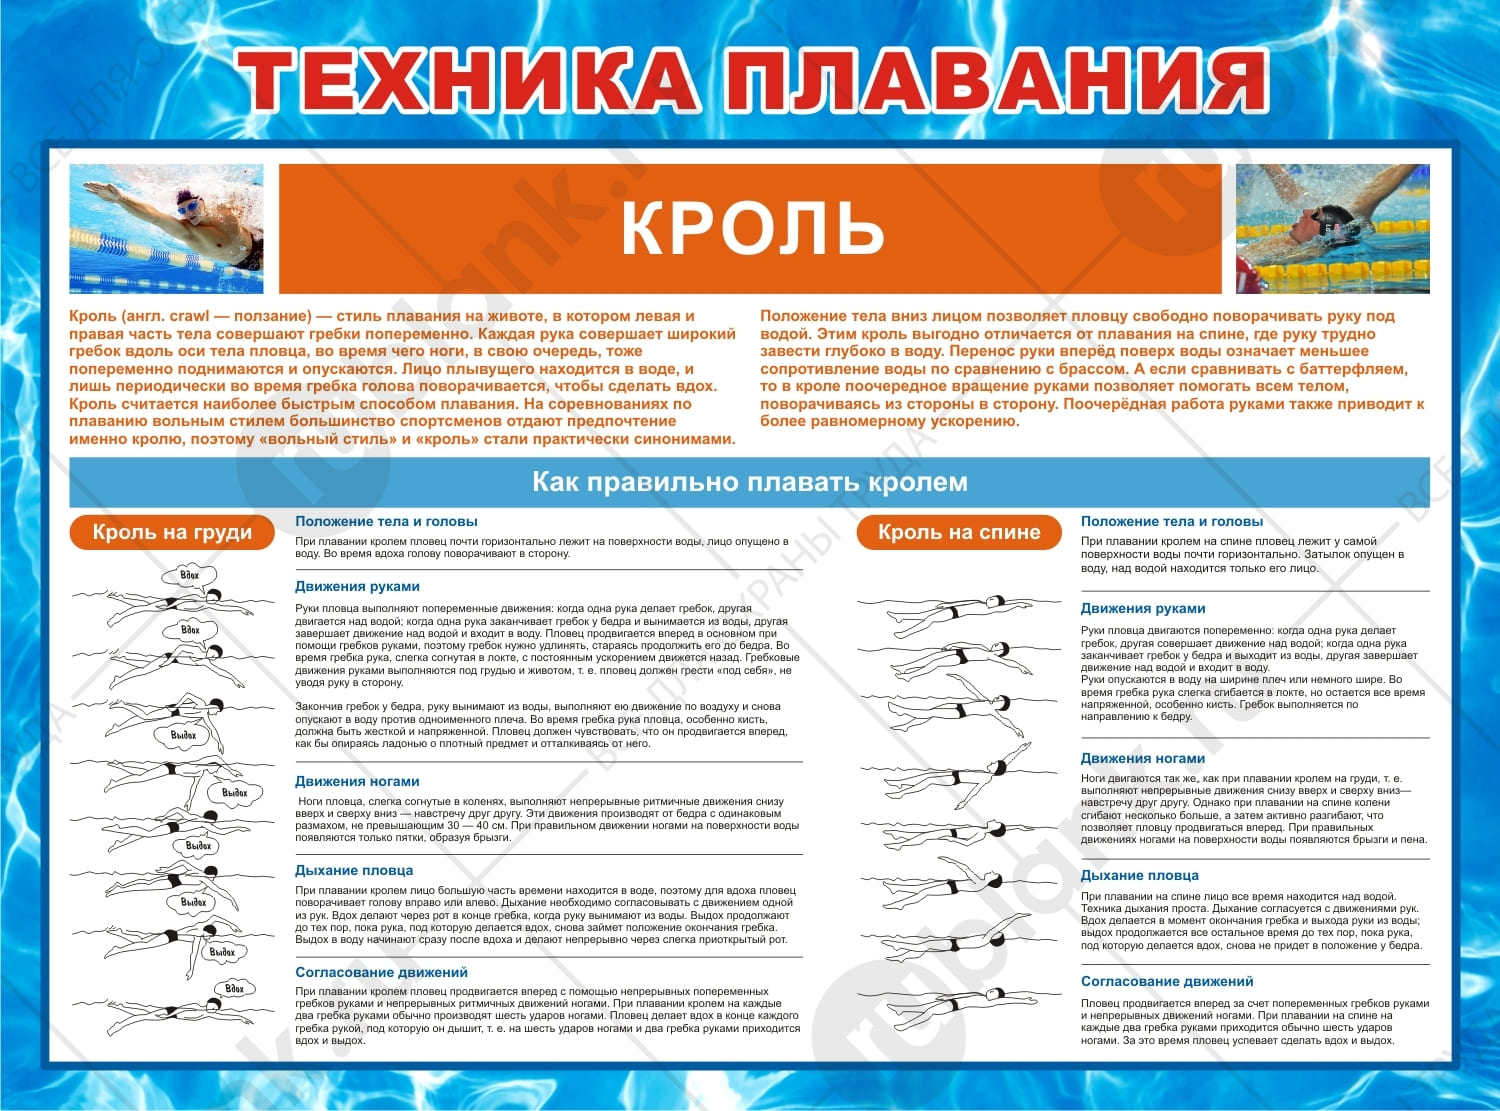 ТЕХНИКА ПЛАВАНИЯ
КРОЛЬ
Кроль (англ. crawl — ползание) — стиль плавания на животе, в котором левая и
правая часть тела совершают гребки попеременно. Каждая рука совершает широкий
гребок вдоль оси тела пловца, во время чего ноги, в свою очередь, тоже
попеременно поднимаются и опускаются. Лицо плывущего находится в воде, и
лишь периодически во время гребка голова поворачивается, чтобы сделать вдох.
Кроль считается наиболее быстрым способом плавания. На соревнованиях по
плаванию вольным стилем большинство спортсменов отдают предпочтение
именно кролю, поэтому «вольный стиль» и «кроль» стали практически синонимами.
Положение тела вниз лицом позволяет пловцу свободно поворачивать руку под
водой. Этим кроль выгодно отличается от плавания на спине, где руку трудно
завести глубоко в воду. Перенос руки вперёд поверх воды означает меньшее
сопротивление воды по сравнению с брассом. А если сравнивать с баттерфляем,
то в кроле поочередное вращение руками позволяет помогать всем телом,
поворачиваясь из стороны в сторону. Поочерёдная работа руками также приводит к
более равномерному ускорению.
Как правильно плавать кролем
Кроль на груди
Вдох
Вдох
Выдох
Выдох
Выдох
Выдох
Выдох
Вдох
Положение тела и головы
При плавании кролем пловец почти горизонтально лежит на поверхности воды, лицо опущено в
воду. Во время вдоха голову поворачивают в сторону.
Движения руками
Руки пловца выполняют попеременные движения: когда одна рука делает гребок, другая
двигается над водой; когда одна рука заканчивает гребок у бедра и вынимается из воды, другая
завершает движение над водой и входит в воду. Пловец продвигается вперед в основном при
помощи гребков руками, поэтому гребок нужно удлинять, стараясь продолжить его до бедра. Во
время гребка рука, слегка согнутая в локте, с постоянным ускорением движется назад. Гребковые
движения руками выполняются под грудью и животом, т. е. пловец должен грести «под себя», не
уводя руку в сторону.
Закончив гребок у бедра, руку вынимают из воды, выполняют ею движение по воздуху и снова
опускают в воду против одноименного плеча. Во время гребка рука пловца, особенно кисть,
должна быть жесткой и напряженной. Пловец должен чувствовать, что он продвигается вперед,
как бы опираясь ладонью о плотный предмет и отталкиваясь от него.
Движения ногами
Ноги пловца, слегка согнутые в коленях, выполняют непрерывные ритмичные движения снизу
вверх и сверху вниз — навстречу друг другу. Эти движения производят от бедра с одинаковым
размахом, не превышающим 30 — 40 см. При правильном движении ногами на поверхности воды
появляются только пятки, образуя брызги.
Дыхание пловца
При плавании кролем лицо большую часть времени находится в воде, поэтому для вдоха пловец
поворачивает голову вправо или влево. Дыхание необходимо согласовывать с движением одной
из рук. Вдох делают через рот в конце гребка, когда руку вынимают из воды. Выдох продолжают
до тех пор, пока рука, под которой делается вдох, снова займет положение окончания гребка.
Выдох в воду начинают сразу после вдоха и делают непрерывно через слегка приоткрытый рот.
Согласование движений
При плавании кролем пловец продвигается вперед с помощью непрерывных попеременных
гребков руками и непрерывных ритмичных движений ногами. При плавании кролем на каждые
два гребка руками обычно производят шесть ударов ногами. Пловец делает вдох в конце каждого
гребка рукой, под которую он дышит, т. е. на шесть ударов ногами и два гребка руками приходится
вдох и выдох.
Кроль на спине
Положение тела и головы
При плавании кролем на спине пловец лежит у самой
поверхности воды почти горизонтально. Затылок опущен в
воду, над водой находится только его лицо.
Движения руками
Руки пловца двигаются попеременно: когда одна рука делает
гребок, другая совершает движение над водой; когда одна рука
заканчивает гребок у бедра и выходит из воды, другая завершает
движение над водой и входит в воду.
Руки опускаются в воду на ширине плеч или немного шире. Во
время гребка рука слегка сгибается в локте, но остается все время
напряженной, особенно кисть. Гребок выполняется по
направлению к бедру.
Движения ногами
Ноги двигаются так же, как при плавании кролем на груди, т. е.
выполняют непрерывные движения снизу вверх и сверху вниз—
навстречу друг другу. Однако при плавании на спине колени
сгибают несколько больше, а затем активно разгибают, что
позволяет пловцу продвигаться вперед. При правильных
движениях ногами на поверхности воды появляются брызги и пена.
Дыхание пловца
При плавании на спине лицо все время находится над водой.
Техника дыхания проста. Дыхание согласуется с движениями рук.
Вдох делается в момент окончания гребка и выхода руки из воды;
выдох продолжается все остальное время до тех пор, пока рука,
под которую делается вдох, снова не придет в положение у бедра.
Согласование движений
Пловец продвигается вперед за счет попеременных гребков руками
и непрерывных движений ногами. При плавании на спине на
каждые два гребка руками приходится обычно шесть ударов
ногами. За это время пловец успевает сделать вдох и выдох.
ryblank.ru
ВСЕ ДЛЯ ОХРАНЫ ТРУДА